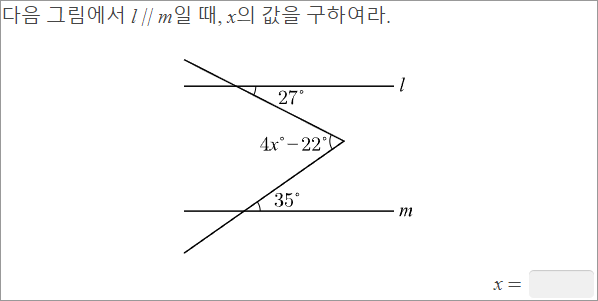 다음 그림에서 l // m일 때, x의 값을 구하여라.
l
27°
4x°−22°
35°
m
x =